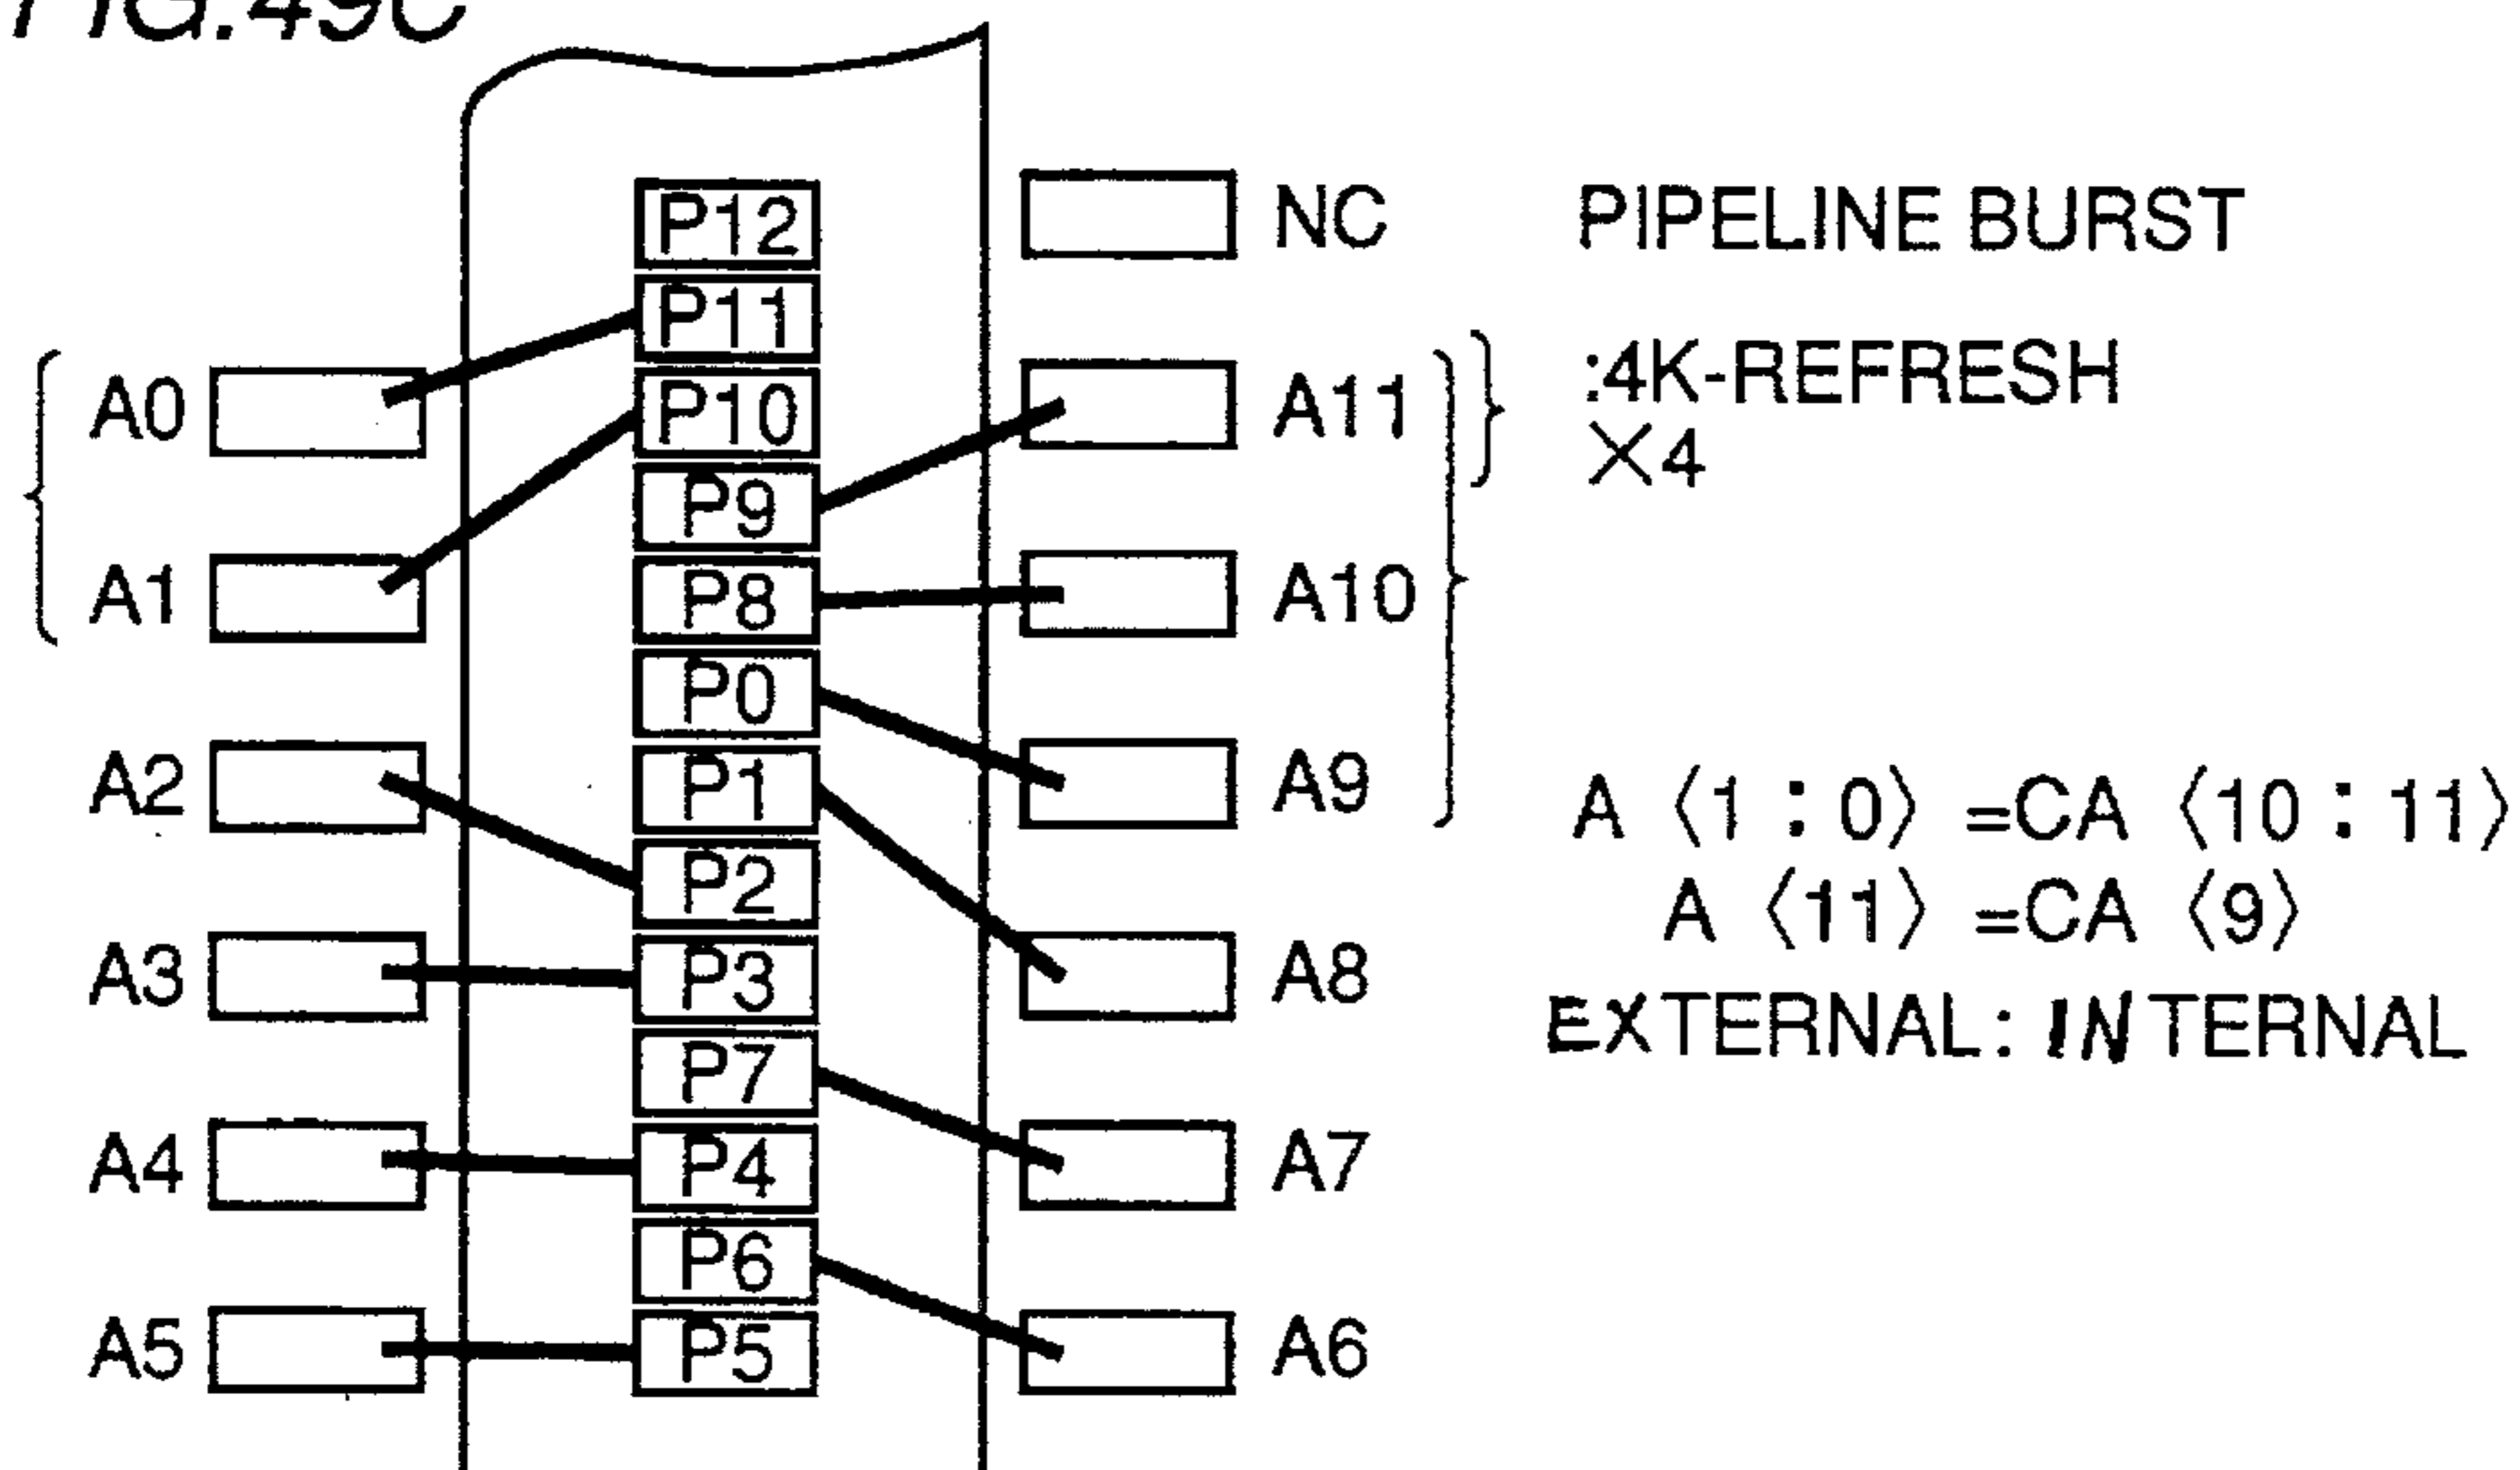 FIG.49C
P12 NC PIPELINE BURST
P11
A0 P10 A11 :4K-REFRESH
×4
P9
A1 P8 A10
P0
A2 P1 A9 A ⟨1 : 0⟩ =CA ⟨10 : 11⟩
P2 A ⟨11⟩ =CA ⟨9⟩
A3 P3 A8
EXTERNAL: INTERNAL
P7
A4 P4 A7
P6
A5 P5 A6